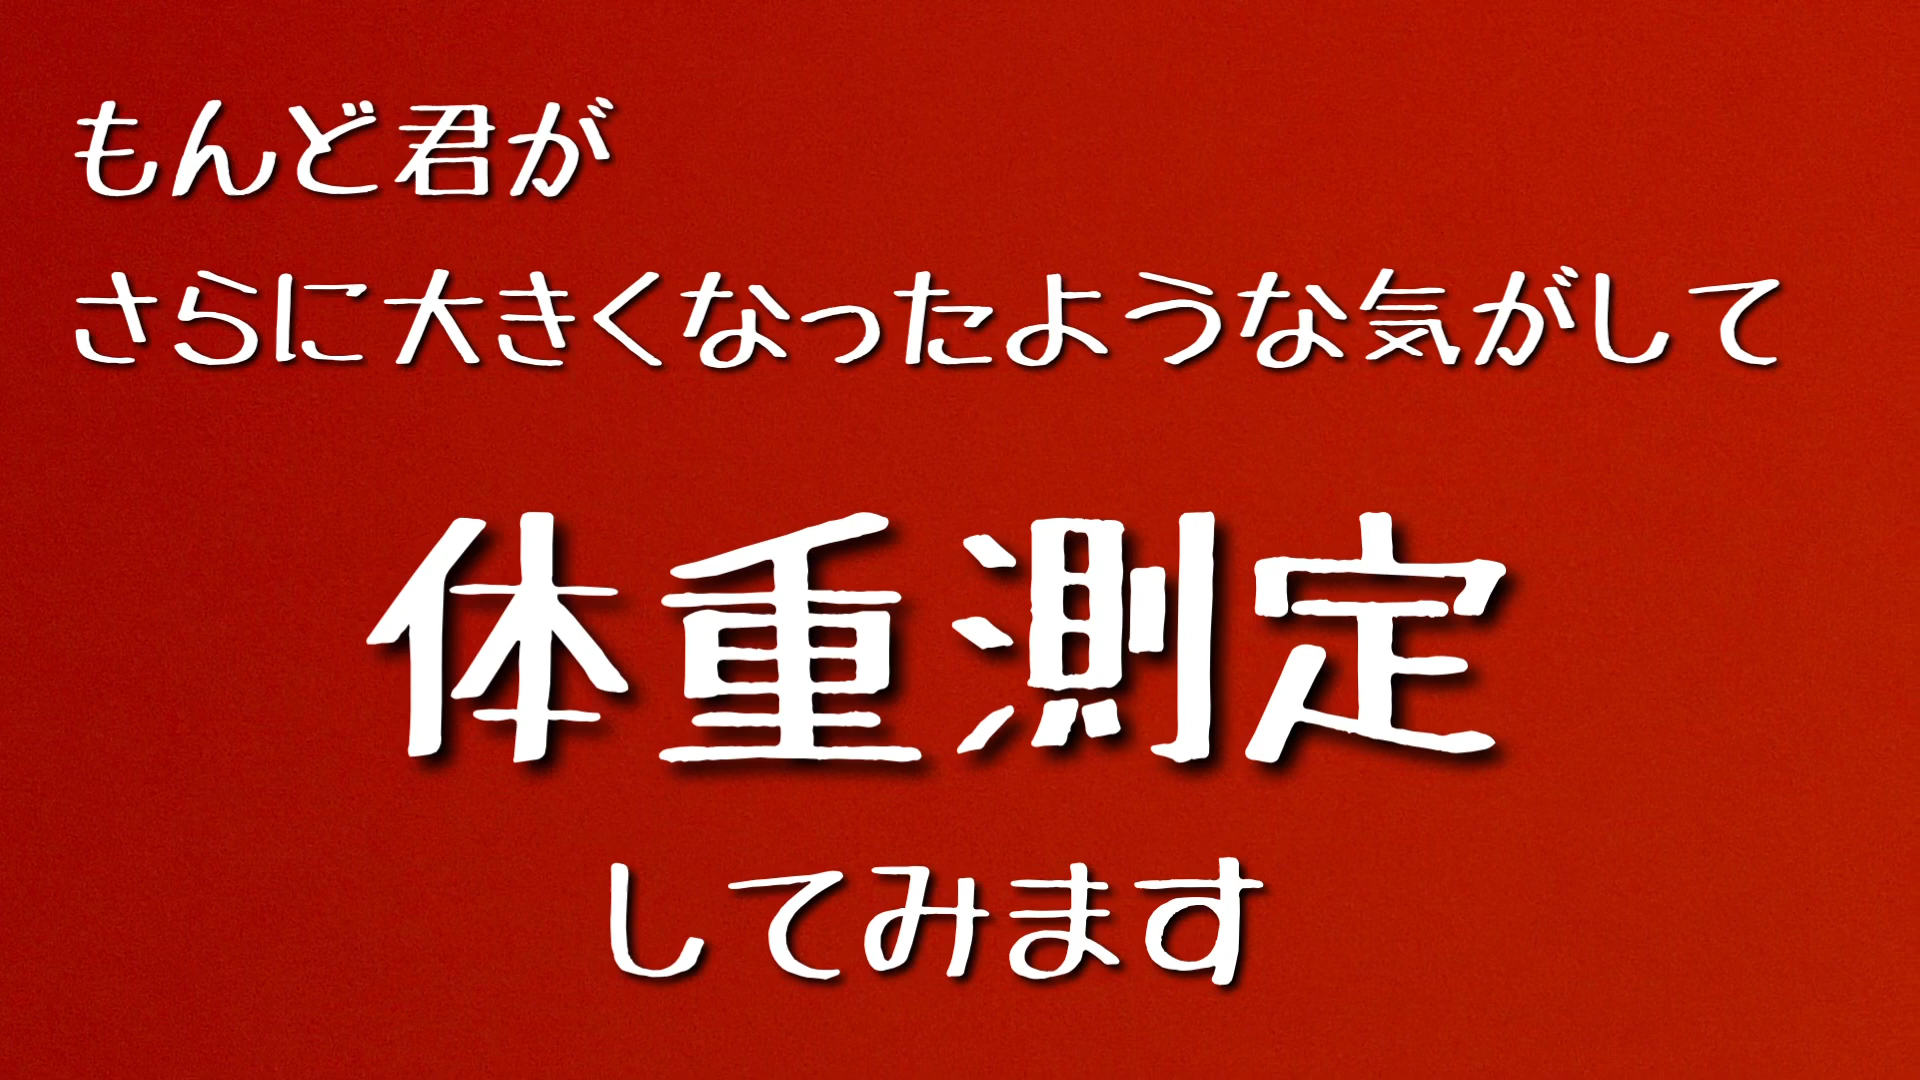 もんど君が
さらに大きくなったような気がして
体重測定
してみます